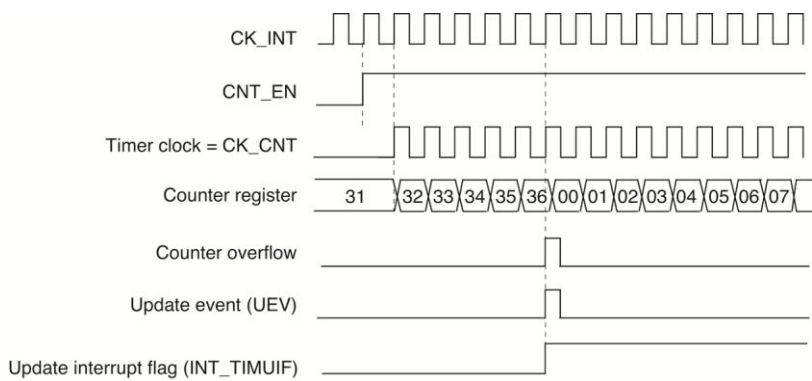 CK_INT
CNT_EN
Timer clock = CK_CNT
Counter register 31 32 33 34 35 36 00 01 02 03 04 05 06 07
Counter overflow
Update event (UEV)
Update interrupt flag (INT_TIMUIF)